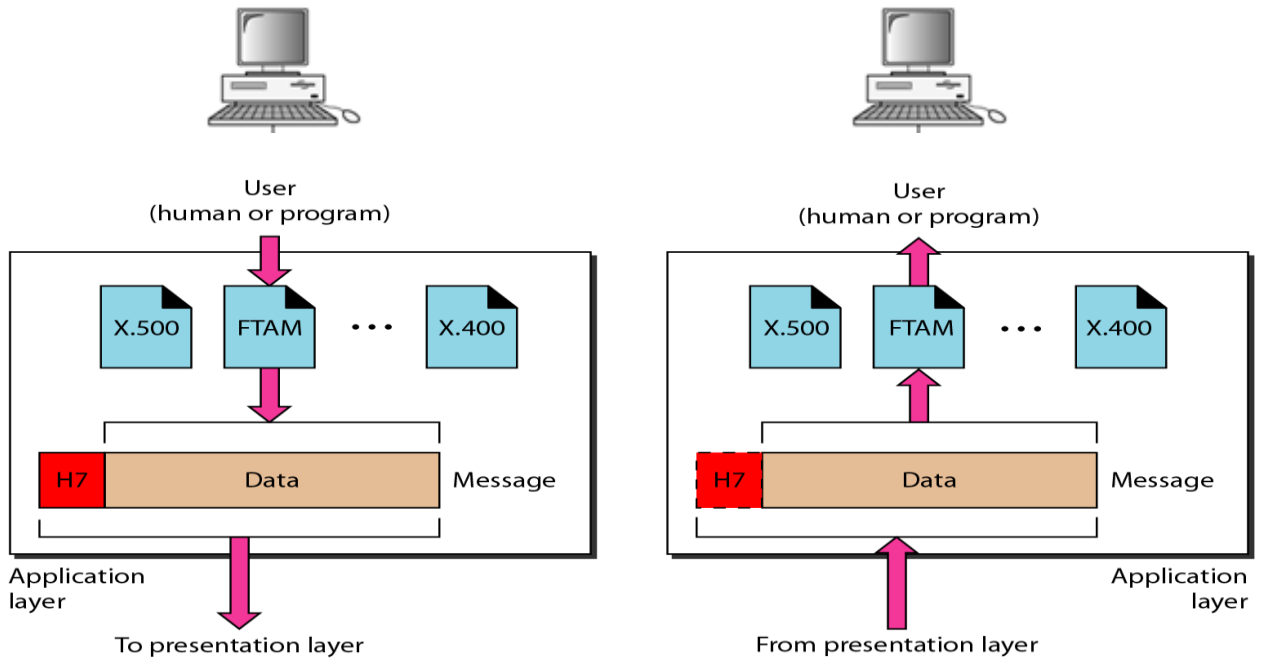 User
(human or program)
X.500
FTAM
...
X.400
H7
Data
Message
Application
layer
To presentation layer
User
(human or program)
X.500
FTAM
...
X.400
H7
Data
Message
Application
layer
From presentation layer